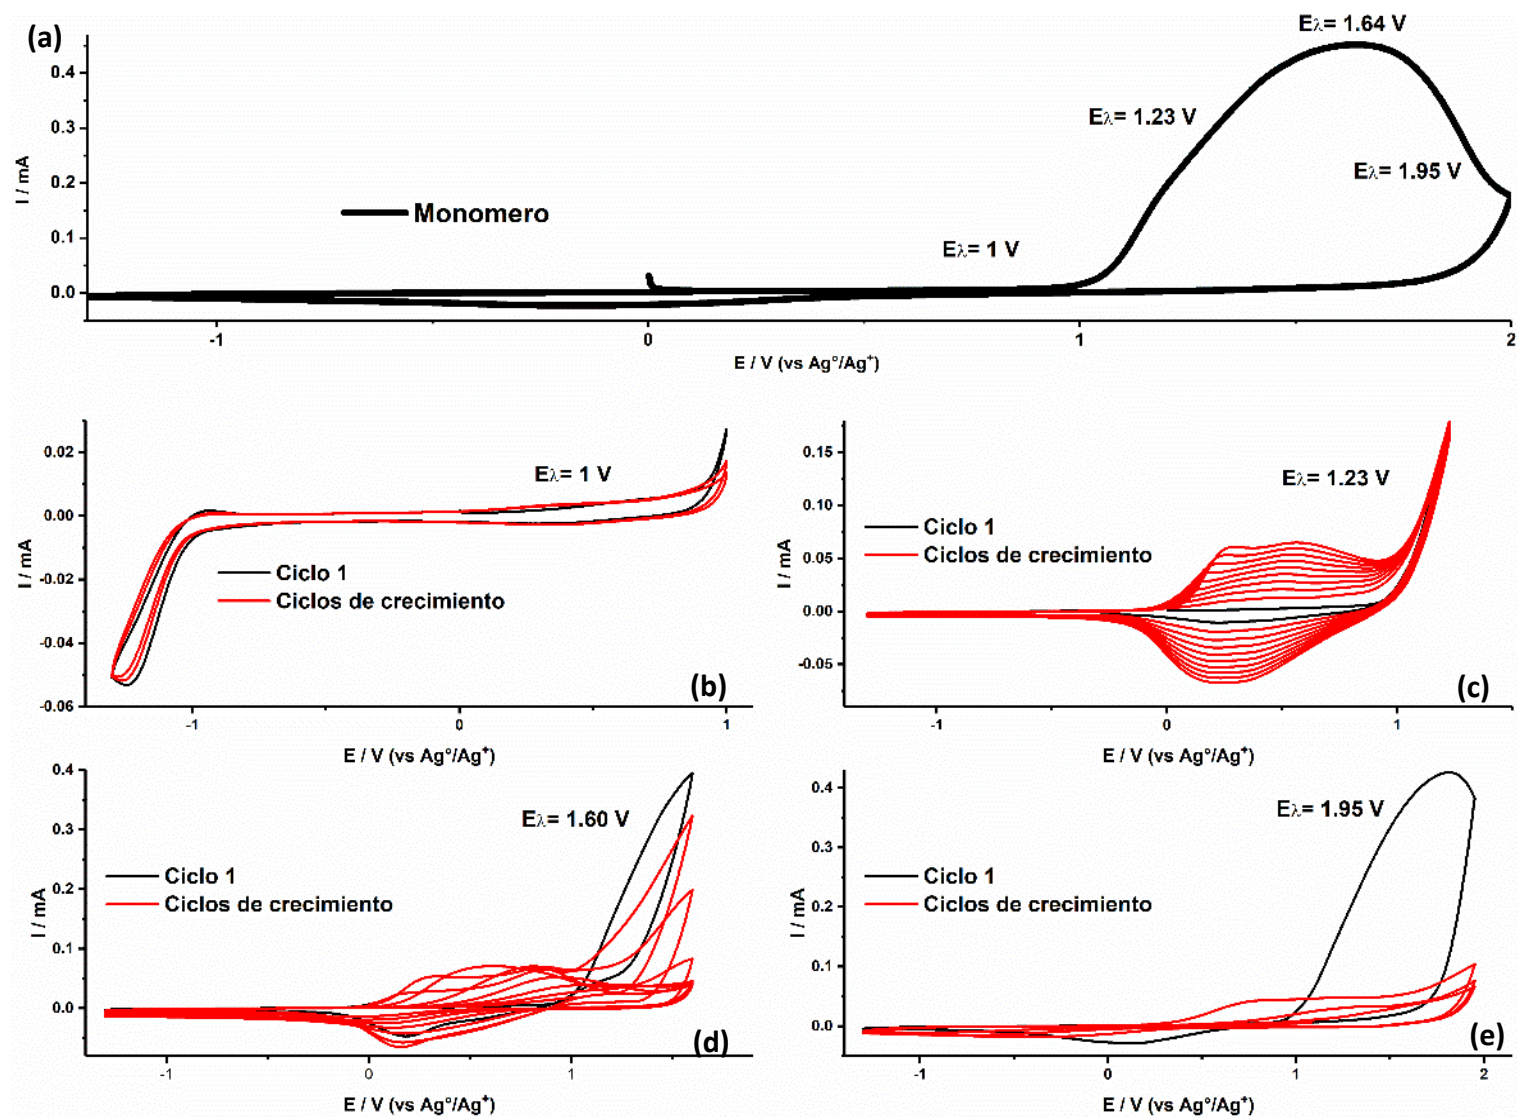 (a)
Eλ= 1.64 V
Eλ= 1.23 V
Eλ= 1.95 V
Eλ= 1 V
Monomero
I / mA
0.4
0.3
0.2
0.1
0.0
-1
0
1
2
E / V (vs Ag°/Ag⁺)
0.02
0.00
-0.02
-0.04
-0.06
I / mA
Eλ= 1 V
Ciclo 1
Ciclos de crecimiento
(b)
-1
0
1
E / V (vs Ag°/Ag⁺)
0.15
0.10
0.05
0.00
-0.05
I / mA
Eλ= 1.23 V
Ciclo 1
Ciclos de crecimiento
(c)
-1
0
1
E / V (vs Ag°/Ag⁺)
0.4
0.3
0.2
0.1
0.0
I / mA
Eλ= 1.60 V
Ciclo 1
Ciclos de crecimiento
(d)
-1
0
1
E / V (vs Ag°/Ag⁺)
0.4
0.3
0.2
0.1
0.0
I / mA
Eλ= 1.95 V
Ciclo 1
Ciclos de crecimiento
(e)
-1
0
1
2
E / V (vs Ag°/Ag⁺)